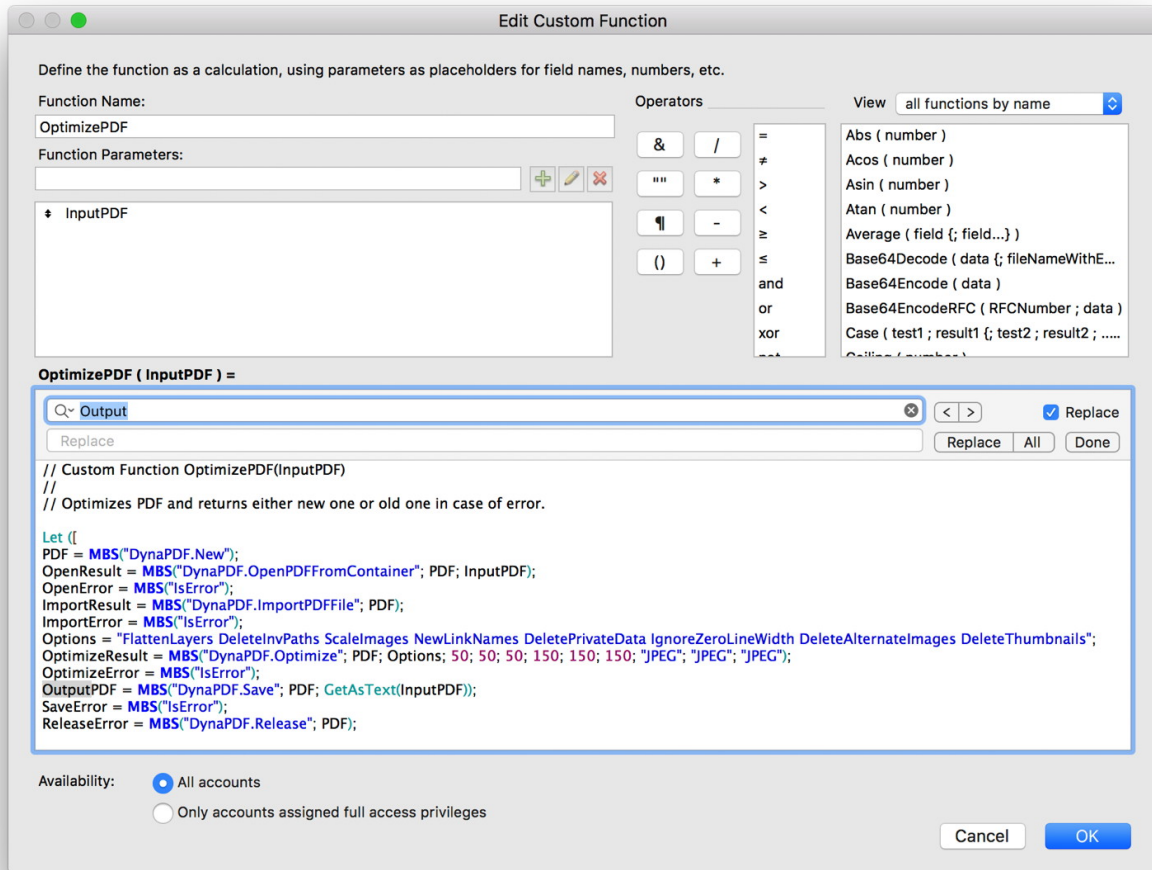 Edit Custom Function
Define the function as a calculation, using parameters as placeholders for field names, numbers, etc.
Function Name:
OptimizePDF
Function Parameters:
InputPDF
Operators
& /
"" *
¶ -
() +
=
≠
>
<
≥
≤
and
or
xor
not
View all functions by name
Abs ( number )
Acos ( number )
Asin ( number )
Atan ( number )
Average ( field {; field...} )
Base64Decode ( data {; fileNameWithE...
Base64Encode ( data )
Base64EncodeRFC ( RFCNumber ; data )
Case ( test1 ; result1 {; test2 ; result2 ; .....
Ceiling ( number )
OptimizePDF ( InputPDF ) =
Output < > Replace
Replace Replace All Done
// Custom Function OptimizePDF(InputPDF)
//
// Optimizes PDF and returns either new one or old one in case of error.
Let ([
PDF = MBS("DynaPDF.New");
OpenResult = MBS("DynaPDF.OpenPDFFromContainer"; PDF; InputPDF);
OpenError = MBS("IsError");
ImportResult = MBS("DynaPDF.ImportPDFFile"; PDF);
ImportError = MBS("IsError");
Options = "FlattenLayers DeleteInvPaths ScaleImages NewLinkNames DeletePrivateData IgnoreZeroLineWidth DeleteAlternateImages DeleteThumbnails";
OptimizeResult = MBS("DynaPDF.Optimize"; PDF; Options; 50; 50; 50; 150; 150; 150; "JPEG"; "JPEG"; "JPEG");
OptimizeError = MBS("IsError");
OutputPDF = MBS("DynaPDF.Save"; PDF; GetAsText(InputPDF));
SaveError = MBS("IsError");
ReleaseError = MBS("DynaPDF.Release"; PDF);
Availability: All accounts
Only accounts assigned full access privileges
Cancel OK